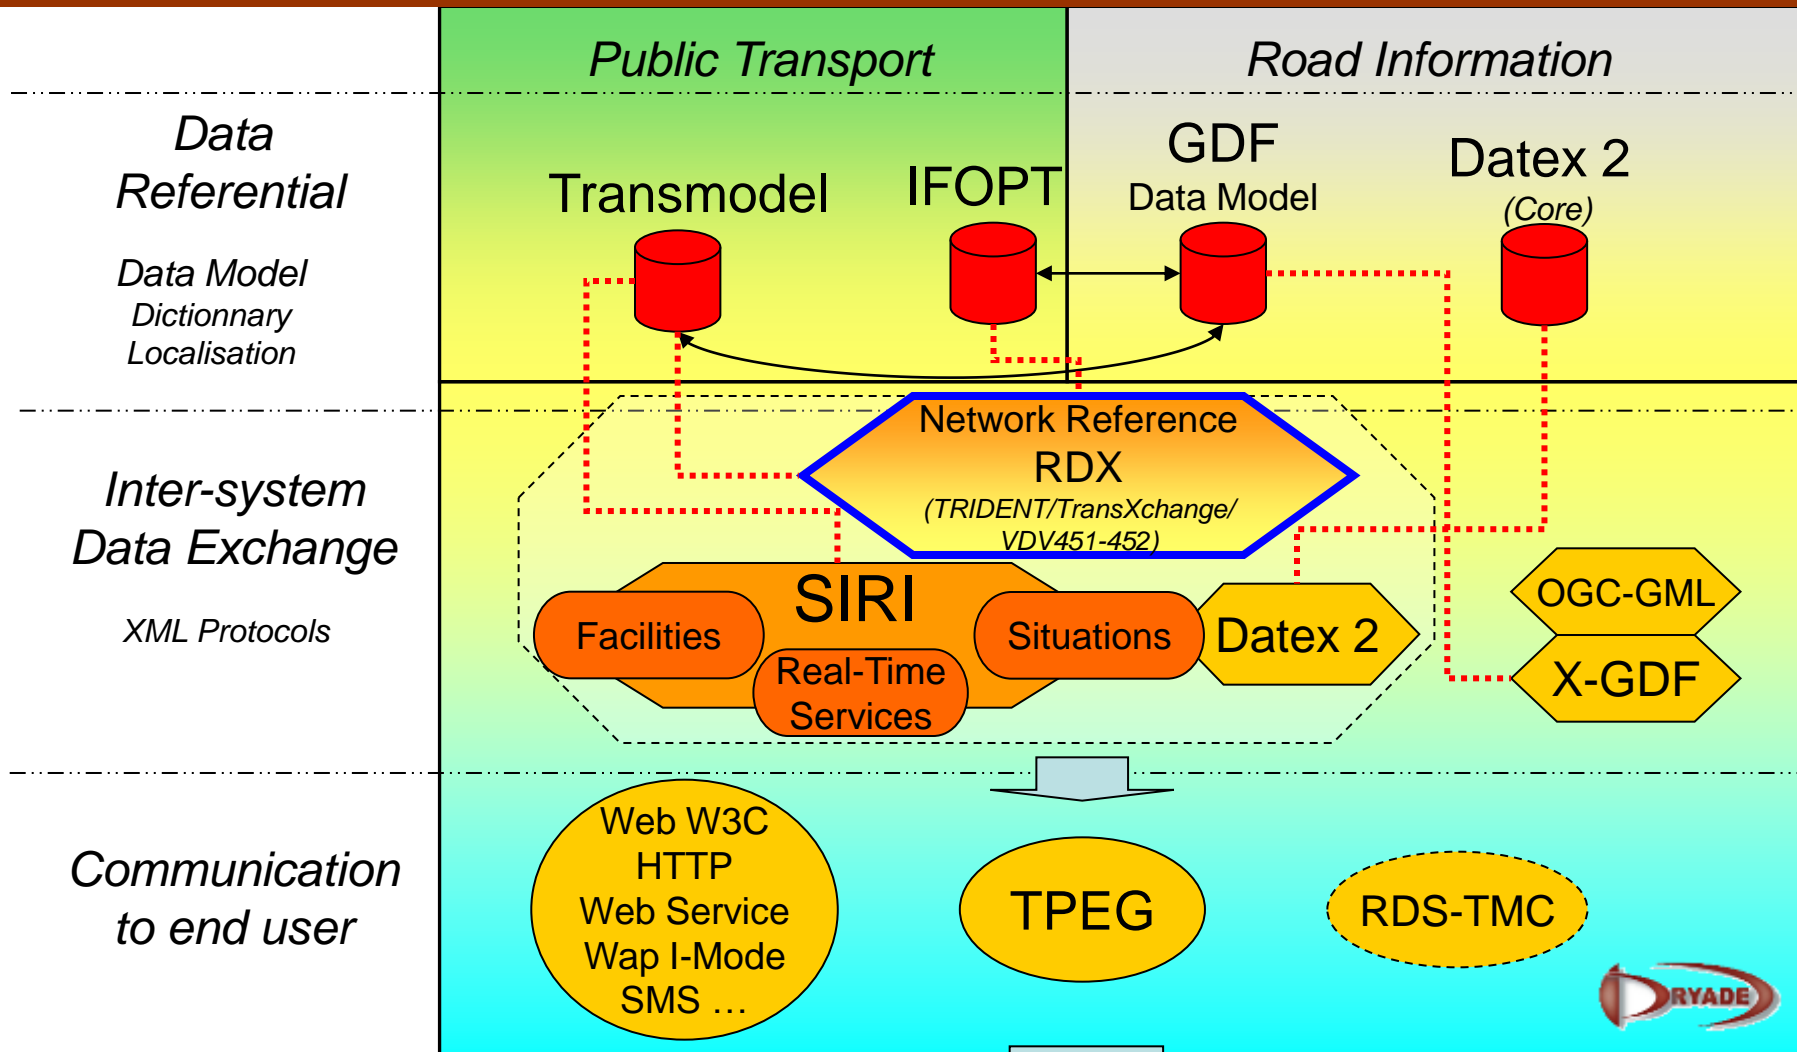 Public Transport
Road Information
Data
Referential
Data Model
Dictionnary
Localisation
Transmodel
IFOPT
GDF
Data Model
Datex 2
(Core)
Inter-system
Data Exchange
XML Protocols
Network Reference
RDX
(TRIDENT/TransXchange/
VDV451-452)
SIRI
Facilities
Situations
Real-Time
Services
Datex 2
OGC-GML
X-GDF
Communication
to end user
Web W3C
HTTP
Web Service
Wap I-Mode
SMS …
TPEG
RDS-TMC
DRYADE